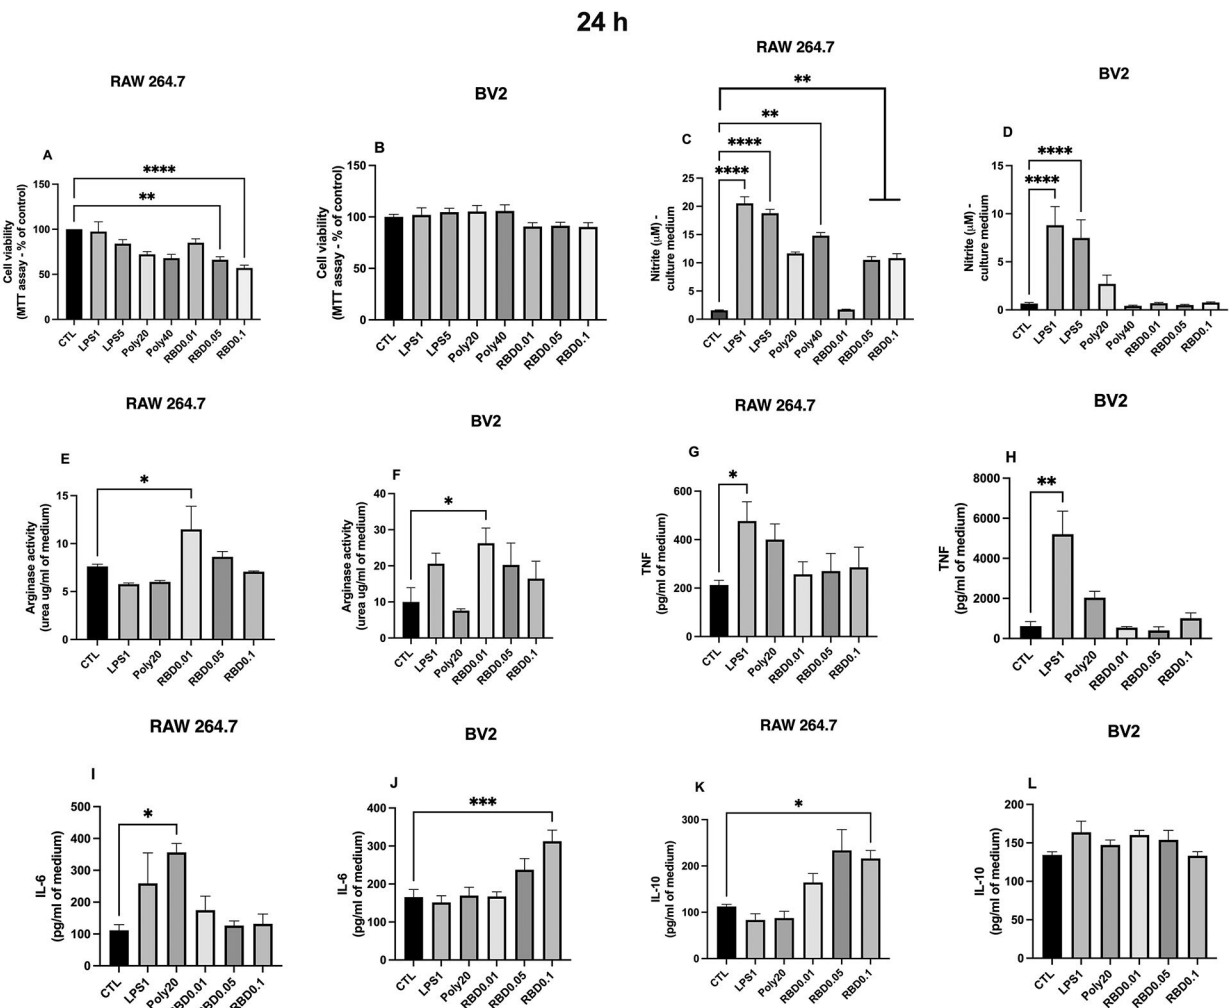 24 h
RAW 264.7
A
Cell viability
(MTT assay - % of control)
150
100
50
0
****
**
CTL
LPS1
LPS5
Poly20
Poly40
RBD0.01
RBD0.05
RBD0.1
BV2
B
Cell viability
(MTT assay - % of control)
150
100
50
0
CTL
LPS1
LPS5
Poly20
Poly40
RBD0.01
RBD0.05
RBD0.1
RAW 264.7
C
Nitrite (µM) -
culture medium
25
20
15
10
5
0
**
**
****
****
CTL
LPS1
LPS5
Poly20
Poly40
RBD0.01
RBD0.05
RBD0.1
BV2
D
Nitrite (µM) -
culture medium
15
10
5
0
****
****
CTL
LPS1
LPS5
Poly20
Poly40
RBD0.01
RBD0.05
RBD0.1
RAW 264.7
E
Arginase activity
(urea ug/ml of medium)
15
10
5
0
*
CTL
LPS1
Poly20
RBD0.01
RBD0.05
RBD0.1
BV2
F
Arginase activity
(urea ug/ml of medium)
40
30
20
10
0
*
CTL
LPS1
Poly20
RBD0.01
RBD0.05
RBD0.1
RAW 264.7
G
TNF
(pg/ml of medium)
600
400
200
0
*
CTL
LPS1
Poly20
RBD0.01
RBD0.05
RBD0.1
BV2
H
TNF
(pg/ml of medium)
8000
6000
4000
2000
0
**
CTL
LPS1
Poly20
RBD0.01
RBD0.05
RBD0.1
RAW 264.7
I
IL-6
(pg/ml of medium)
500
400
300
200
100
0
*
CTL
LPS1
Poly20
RBD0.01
RBD0.05
RBD0.1
BV2
J
IL-6
(pg/ml of medium)
400
300
200
100
0
***
CTL
LPS1
Poly20
RBD0.01
RBD0.05
RBD0.1
RAW 264.7
K
IL-10
(pg/ml of medium)
300
200
100
0
*
CTL
LPS1
Poly20
RBD0.01
RBD0.05
RBD0.1
BV2
L
IL-10
(pg/ml of medium)
200
150
100
50
0
CTL
LPS1
Poly20
RBD0.01
RBD0.05
RBD0.1